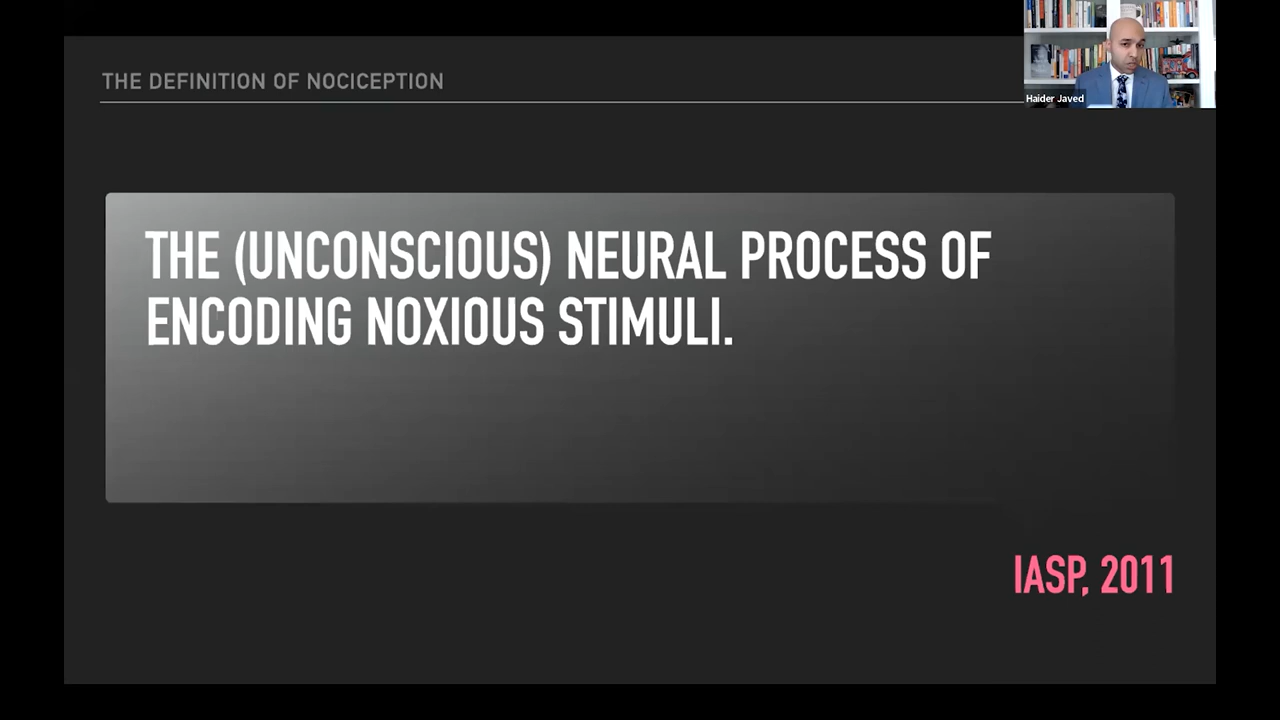 THE DEFINITION OF NOCICEPTION
Haider Javed
THE (UNCONSCIOUS) NEURAL PROCESS OF
ENCODING NOXIOUS STIMULI.
IASP, 2011